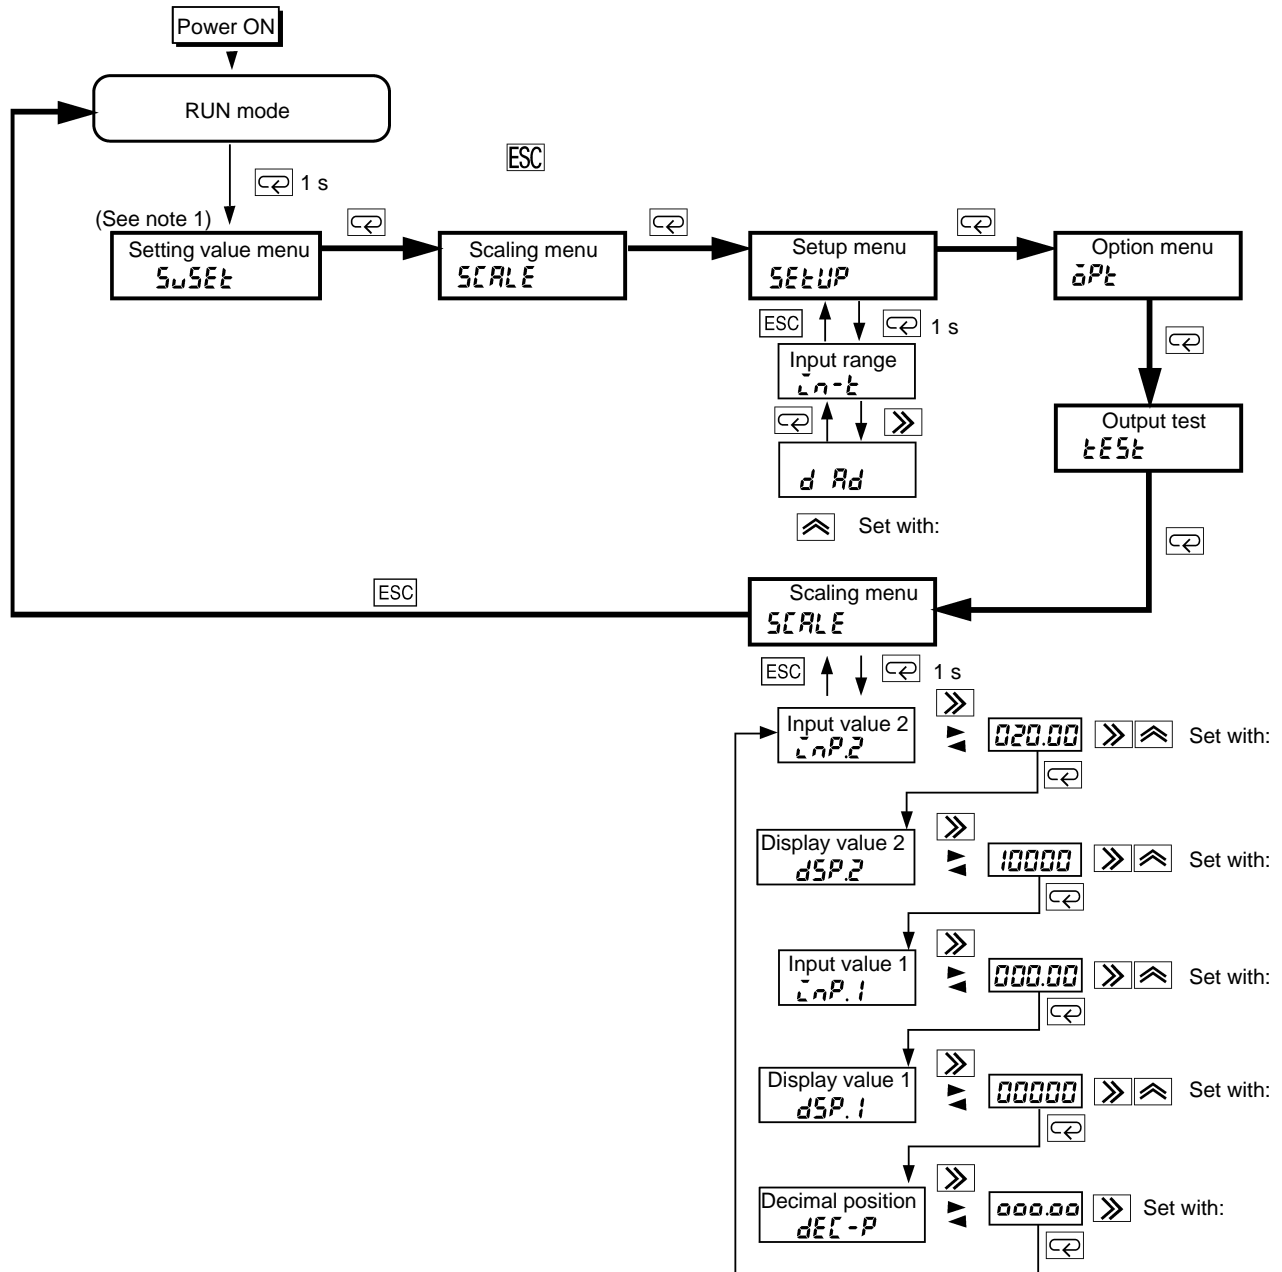 Power ON
RUN mode
ESC
1 s
(See note 1)
Setting value menu
SvSEt
Scaling menu
SCALE
Setup menu
SEtUP
Option menu
oPt
ESC
1 s
Input range
in-t
d Ad
Set with:
Output test
tESt
ESC
Scaling menu
SCALE
ESC
1 s
Input value 2
inP.2
020.00
Set with:
Display value 2
dSP.2
10000
Set with:
Input value 1
inP.1
000.00
Set with:
Display value 1
dSP.1
00000
Set with:
Decimal position
dEC-P
ooo.oo
Set with: